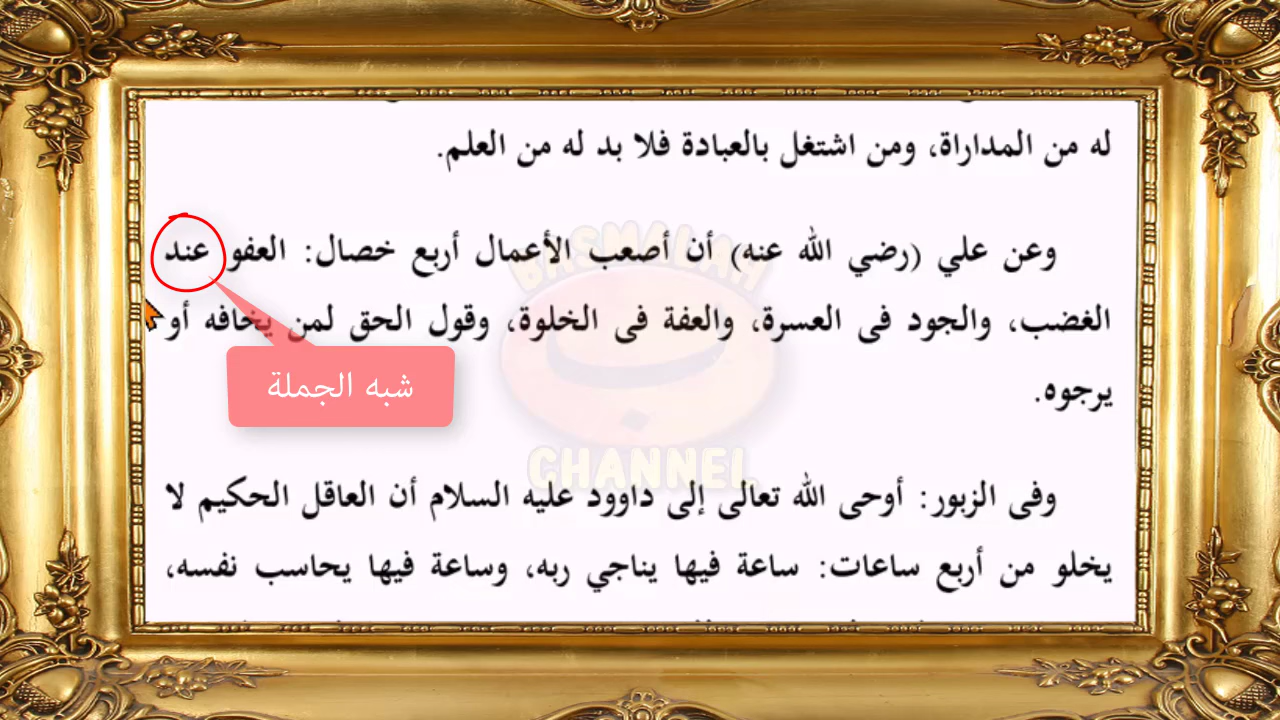 له من المداراة، ومن اشتغل بالعبادة فلا بد له من العلم.
وعن علي (رضي الله عنه) أن أصعب الأعمال أربع خصال: العفو عند
الغضب، والجود فى العسرة، والعفة فى الخلوة، وقول الحق لمن يخافه أو
شبه الجملة
يرجوه.
وفى الزبور: أوحى الله تعالى إلى داوود عليه السلام أن العاقل الحكيم لا
يخلو من أربع ساعات: ساعة فيها يناجي ربه، وساعة فيها يحاسب نفسه،
BASMALAH
ب
CHANNEL